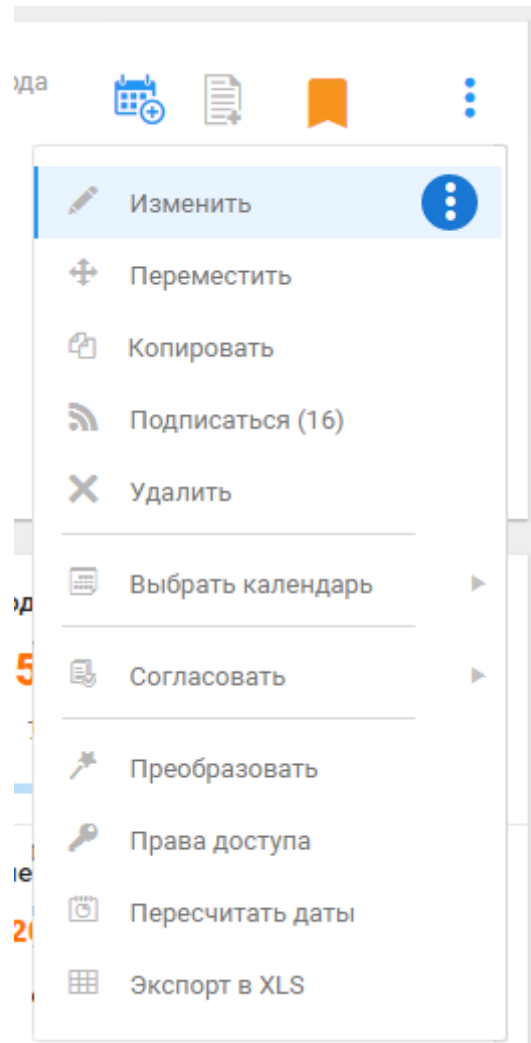 Изменить
Переместить
Копировать
Подписаться (16)
Удалить
Выбрать календарь
Согласовать
Преобразовать
Права доступа
Пересчитать даты
Экспорт в XLS